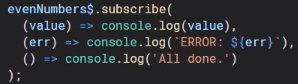 evenNumbers$.subscribe(
  (value) => console.log(value),
  (err) => console.log(`ERROR: ${err}`),
  () => console.log('All done.')
);